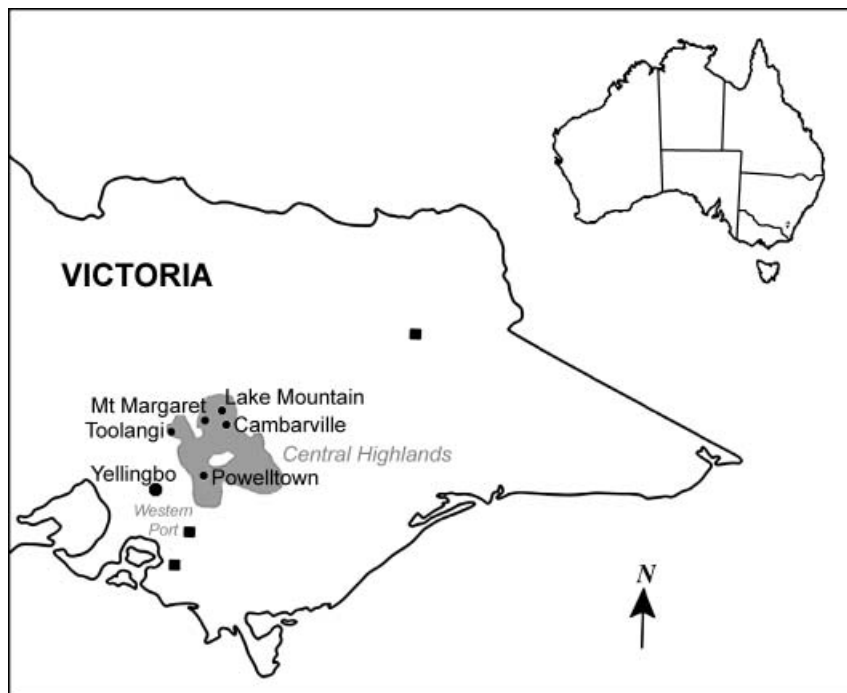 VICTORIA
Lake Mountain
Mt Margaret
Cambarville
Toolangi
Central Highlands
Yellingbo
Powelltown
Western
Port
N